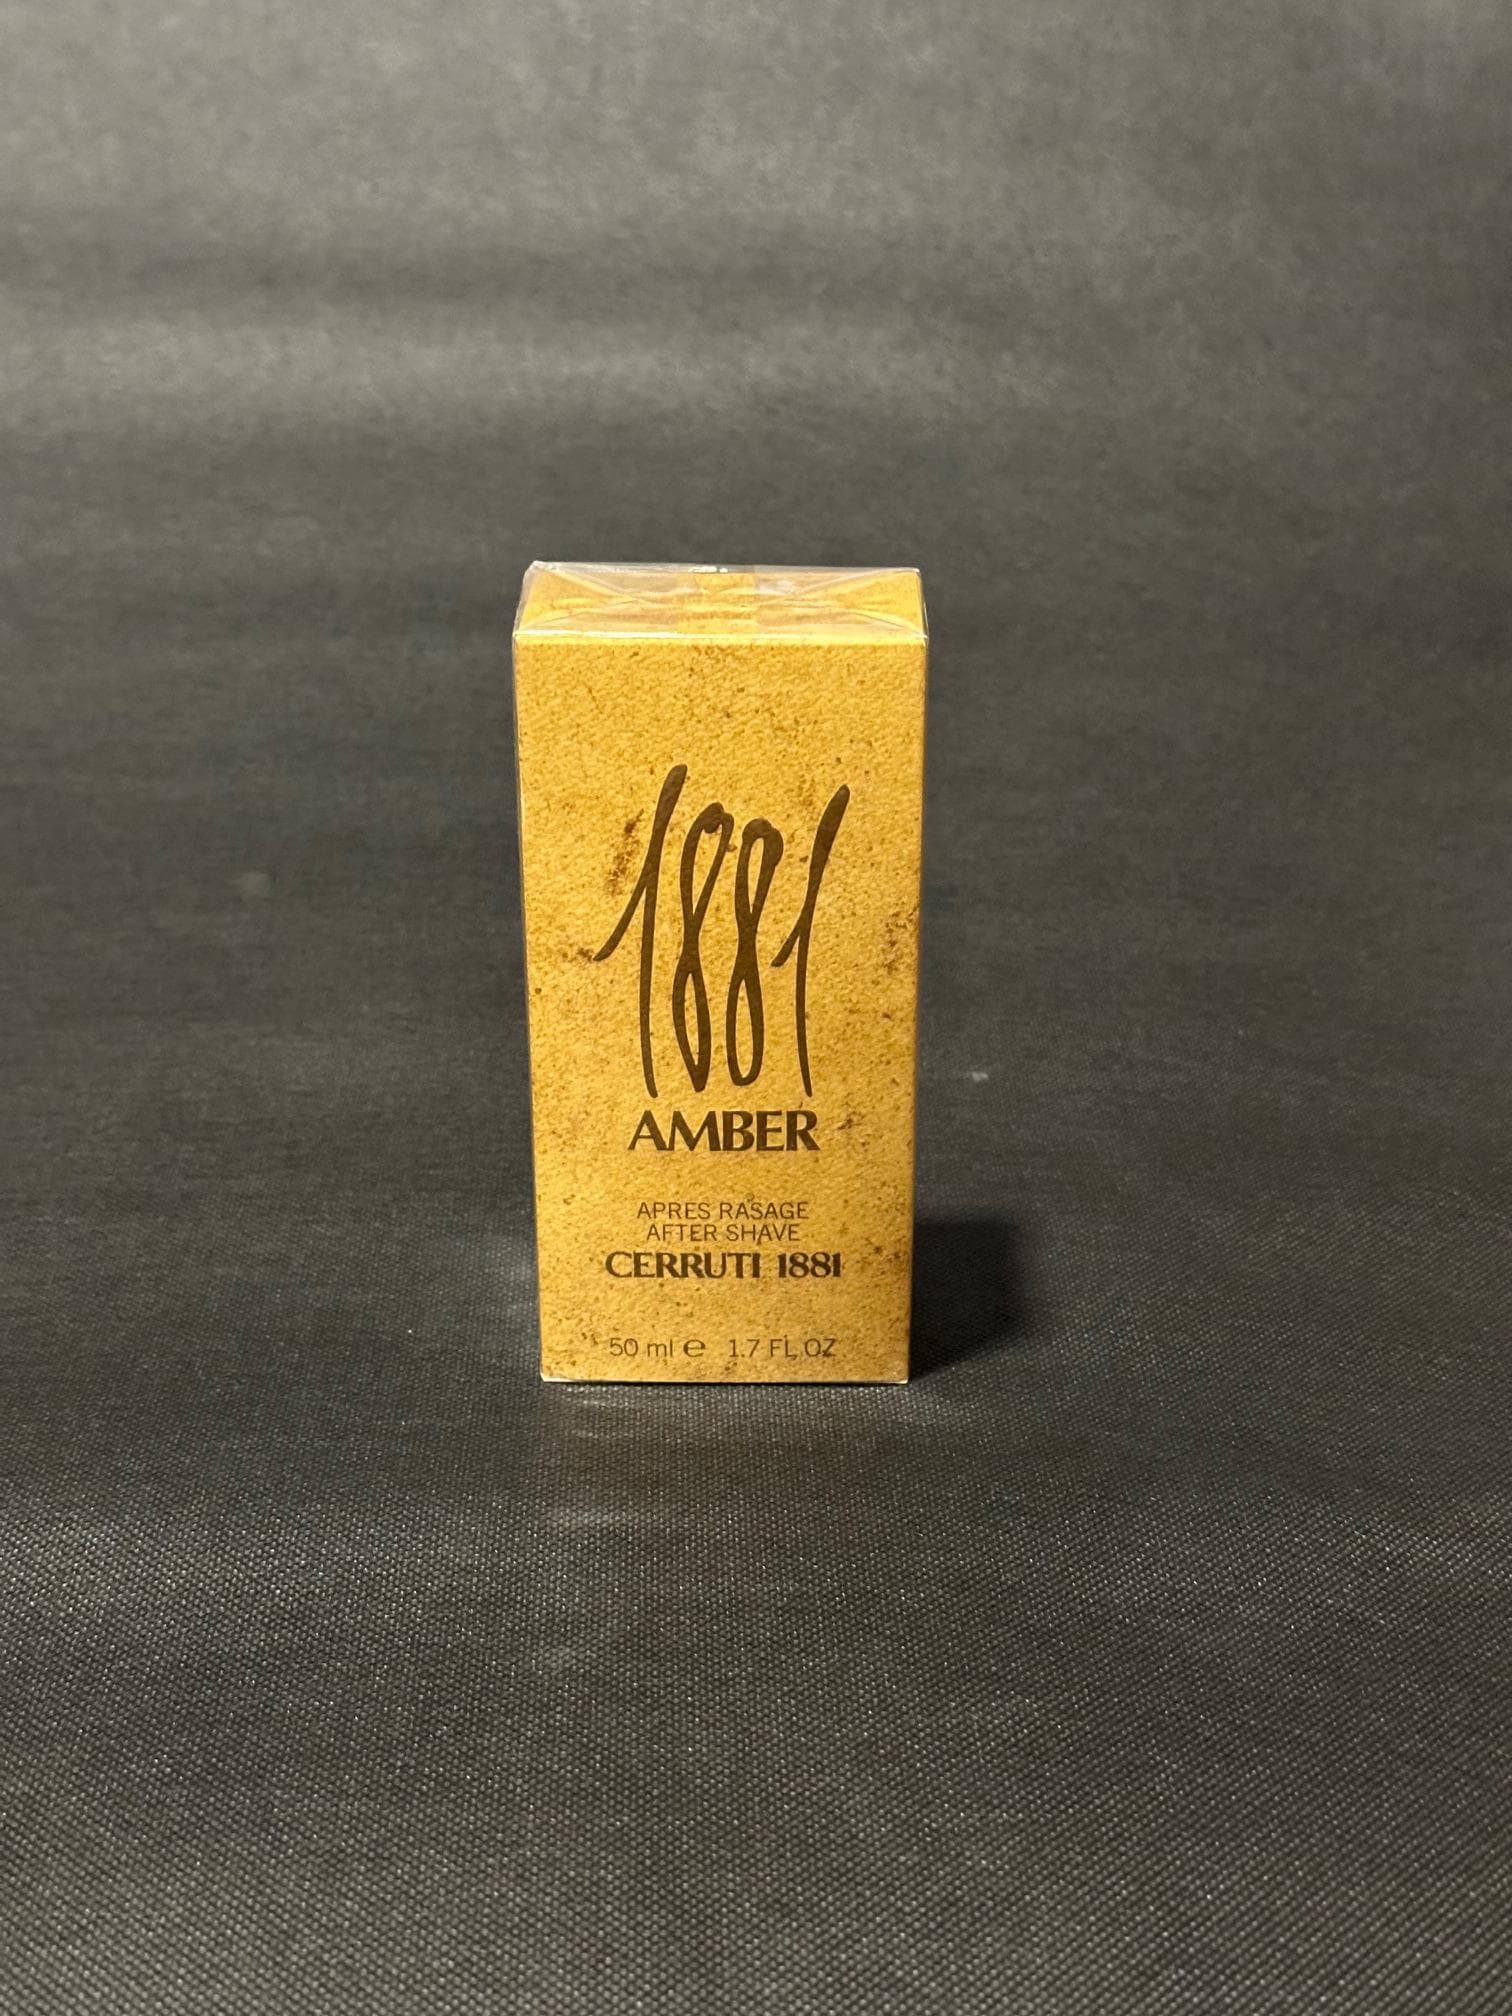 1881
AMBER
APRES RASAGE
AFTER SHAVE
CERRUTI 1881
50 ml ℮ 1.7 FL.OZ